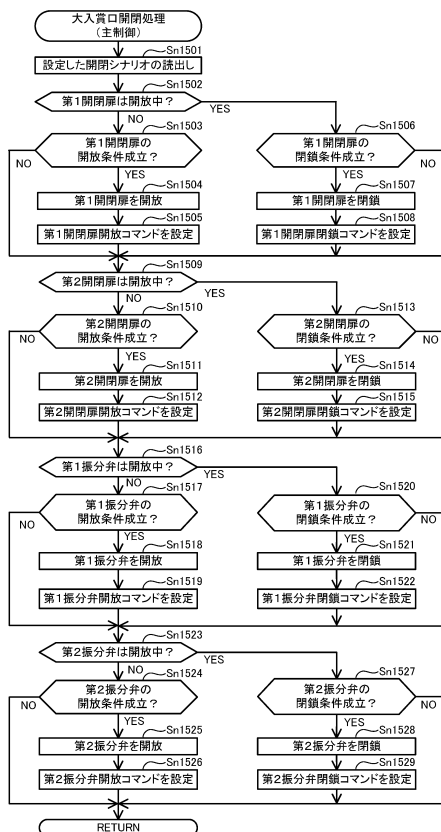 大入賞口開閉処理
(主制御)
Sn1501
設定した開閉シナリオの読出し
Sn1502
第1開閉扉は開放中?
YES
NO
Sn1503
第1開閉扉の
開放条件成立?
NO
YES
Sn1504
第1開閉扉を開放
Sn1505
第1開閉扉開放コマンドを設定
Sn1506
第1開閉扉の
閉鎖条件成立?
NO
YES
Sn1507
第1開閉扉を閉鎖
Sn1508
第1開閉扉閉鎖コマンドを設定
Sn1509
第2開閉扉は開放中?
YES
NO
Sn1510
第2開閉扉の
開放条件成立?
NO
YES
Sn1511
第2開閉扉を開放
Sn1512
第2開閉扉開放コマンドを設定
Sn1513
第2開閉扉の
閉鎖条件成立?
NO
YES
Sn1514
第2開閉扉を閉鎖
Sn1515
第2開閉扉閉鎖コマンドを設定
Sn1516
第1振分弁は開放中?
YES
NO
Sn1517
第1振分弁の
開放条件成立?
NO
YES
Sn1518
第1振分弁を開放
Sn1519
第1振分弁開放コマンドを設定
Sn1520
第1振分弁の
閉鎖条件成立?
NO
YES
Sn1521
第1振分弁を閉鎖
Sn1522
第1振分弁閉鎖コマンドを設定
Sn1523
第2振分弁は開放中?
YES
NO
Sn1524
第2振分弁の
開放条件成立?
NO
YES
Sn1525
第2振分弁を開放
Sn1526
第2振分弁開放コマンドを設定
Sn1527
第2振分弁の
閉鎖条件成立?
NO
YES
Sn1528
第2振分弁を閉鎖
Sn1529
第2振分弁閉鎖コマンドを設定
RETURN